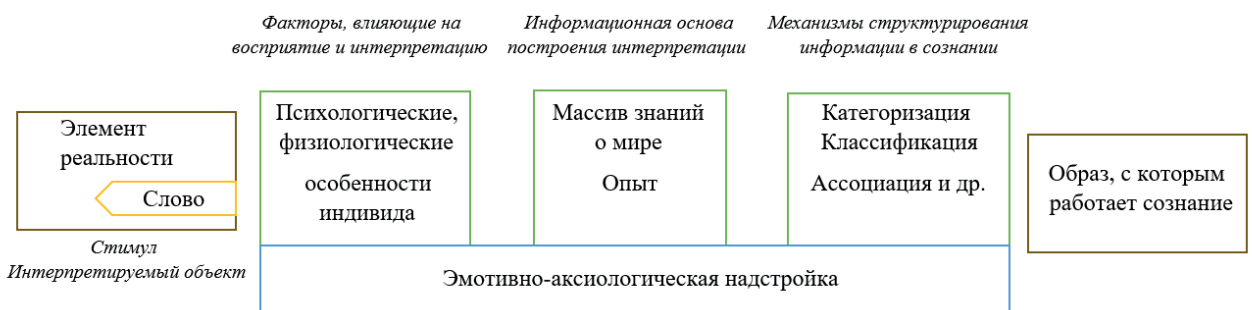 Факторы, влияющие на
восприятие и интерпретацию
Информационная основа
построения интерпретации
Механизмы структурирования
информации в сознании
Элемент
реальности
Слово
Стимул
Интерпретируемый объект
Психологические,
физиологические
особенности
индивида
Массив знаний
о мире
Опыт
Категоризация
Классификация
Ассоциация и др.
Образ, с которым
работает сознание
Эмотивно-аксиологическая надстройка